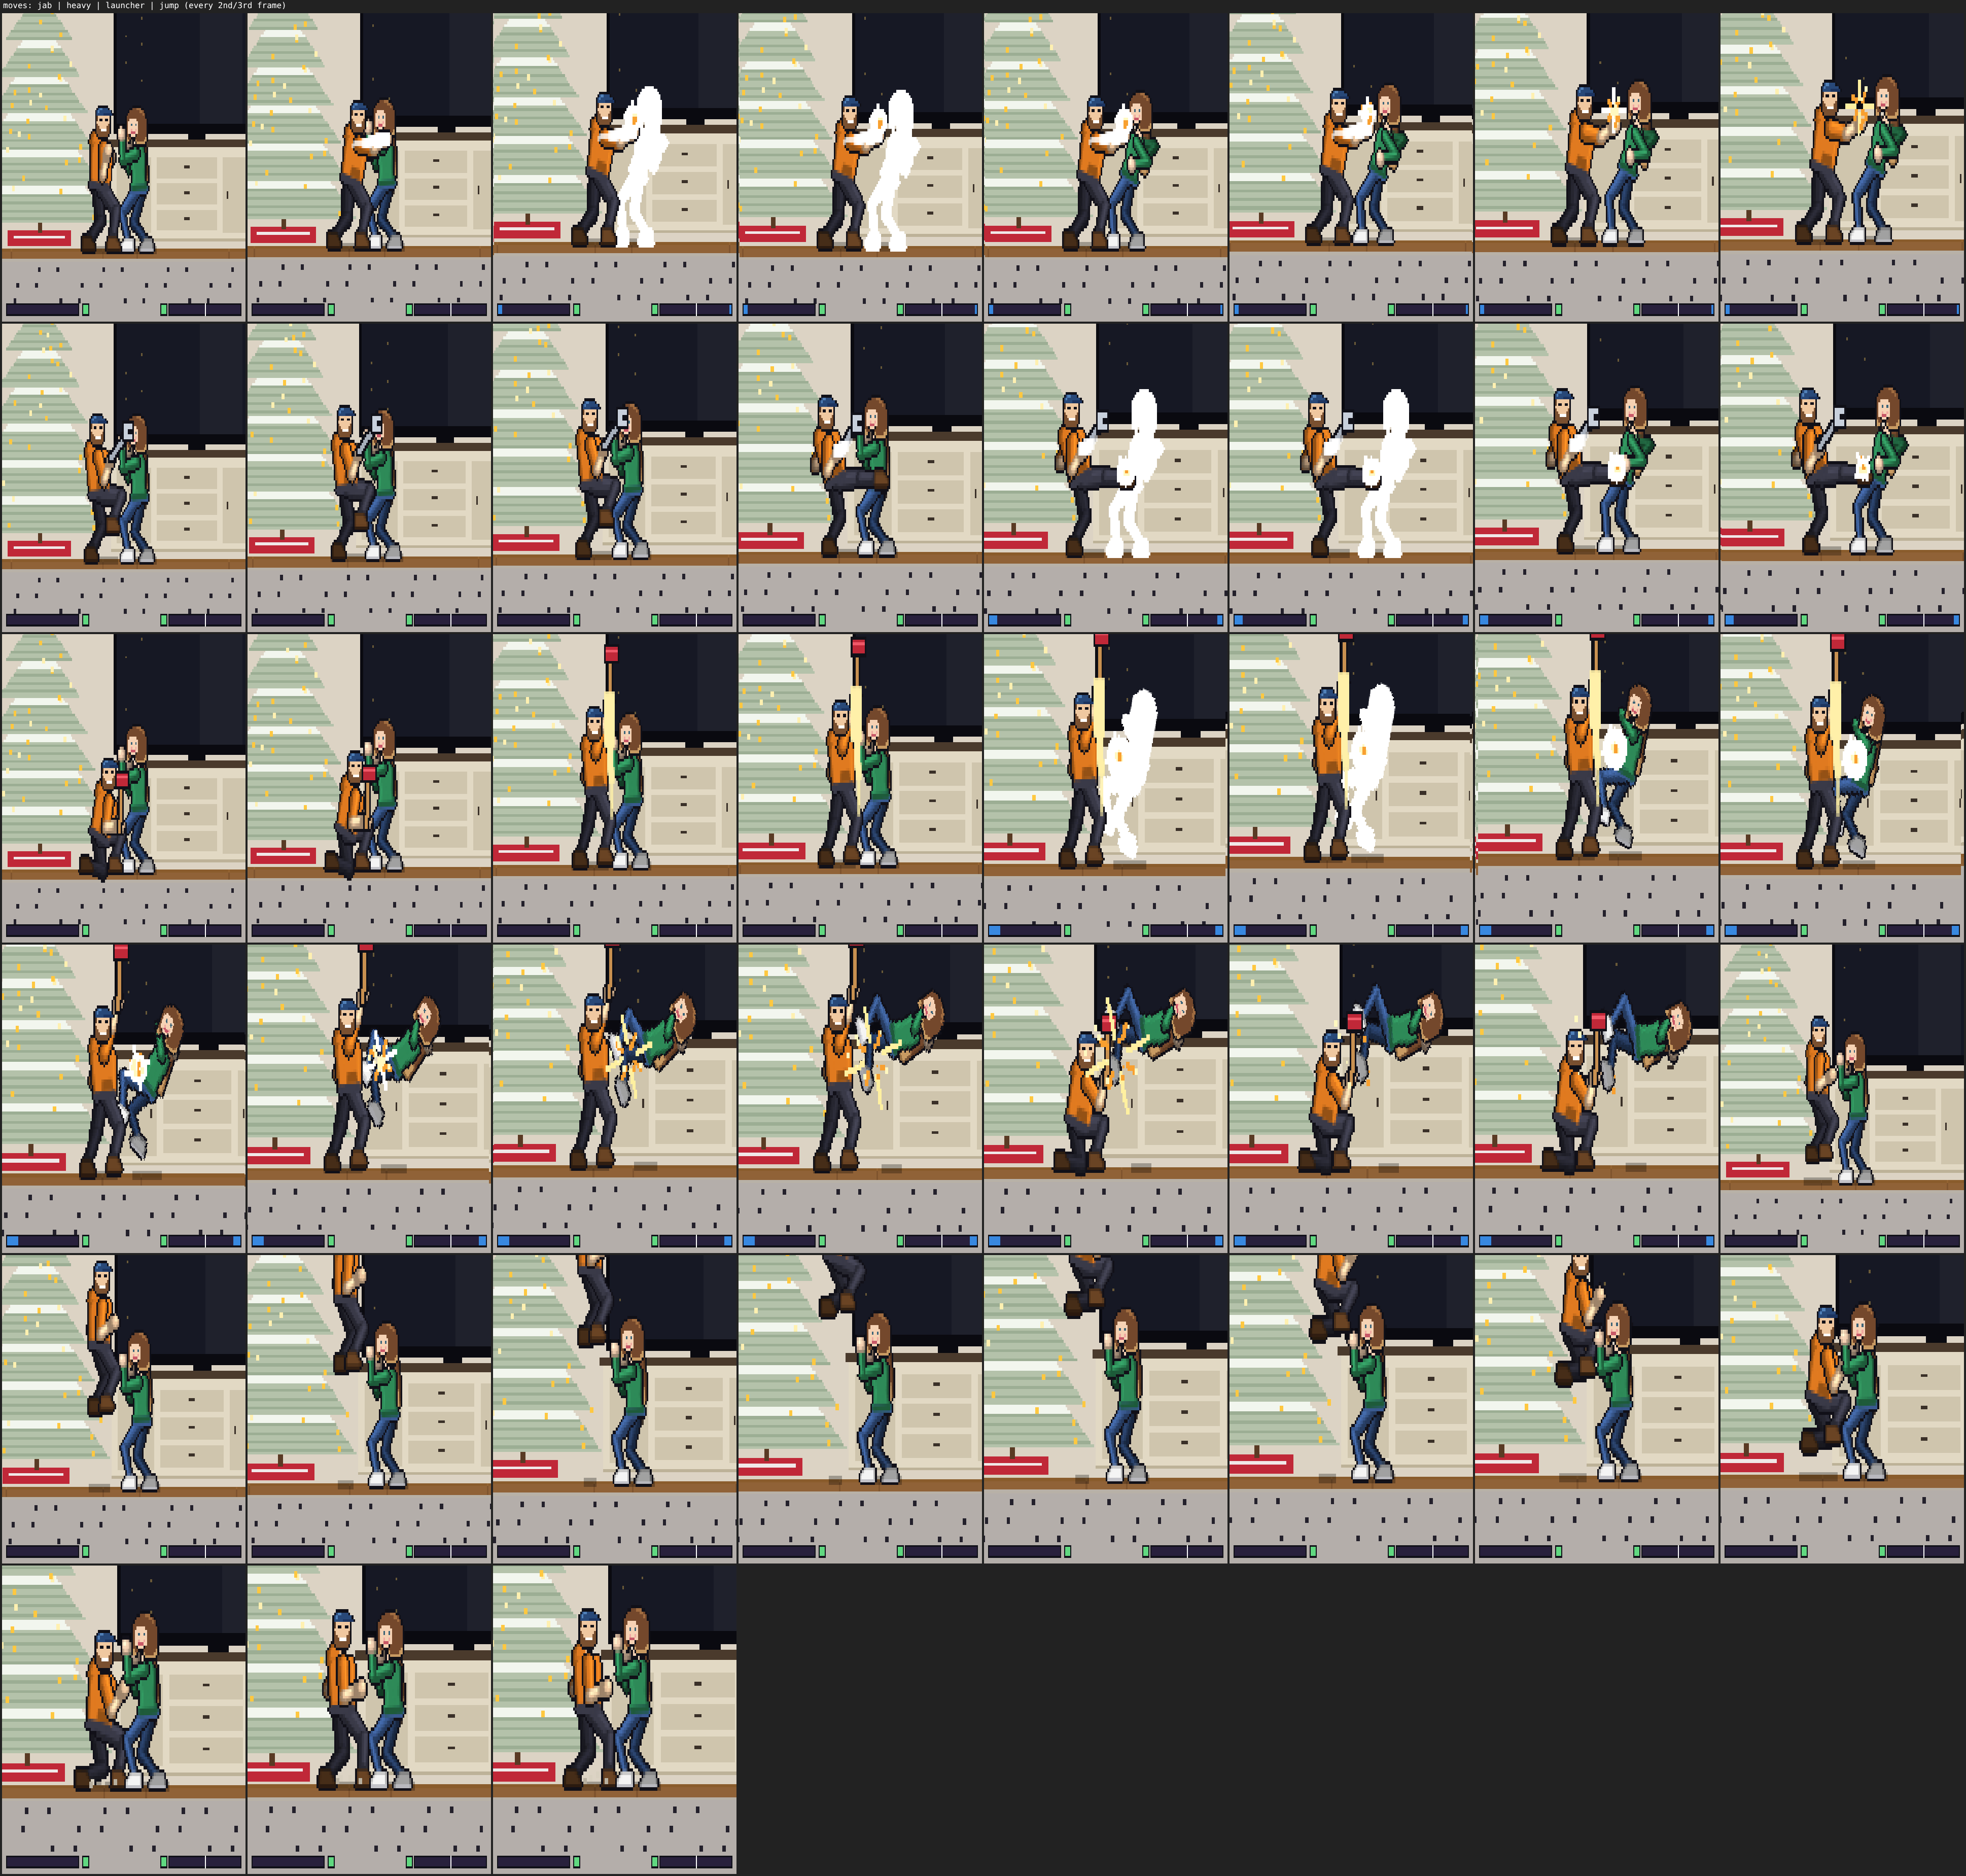 moves: jab | heavy | launcher | jump (every 2nd/3rd frame)